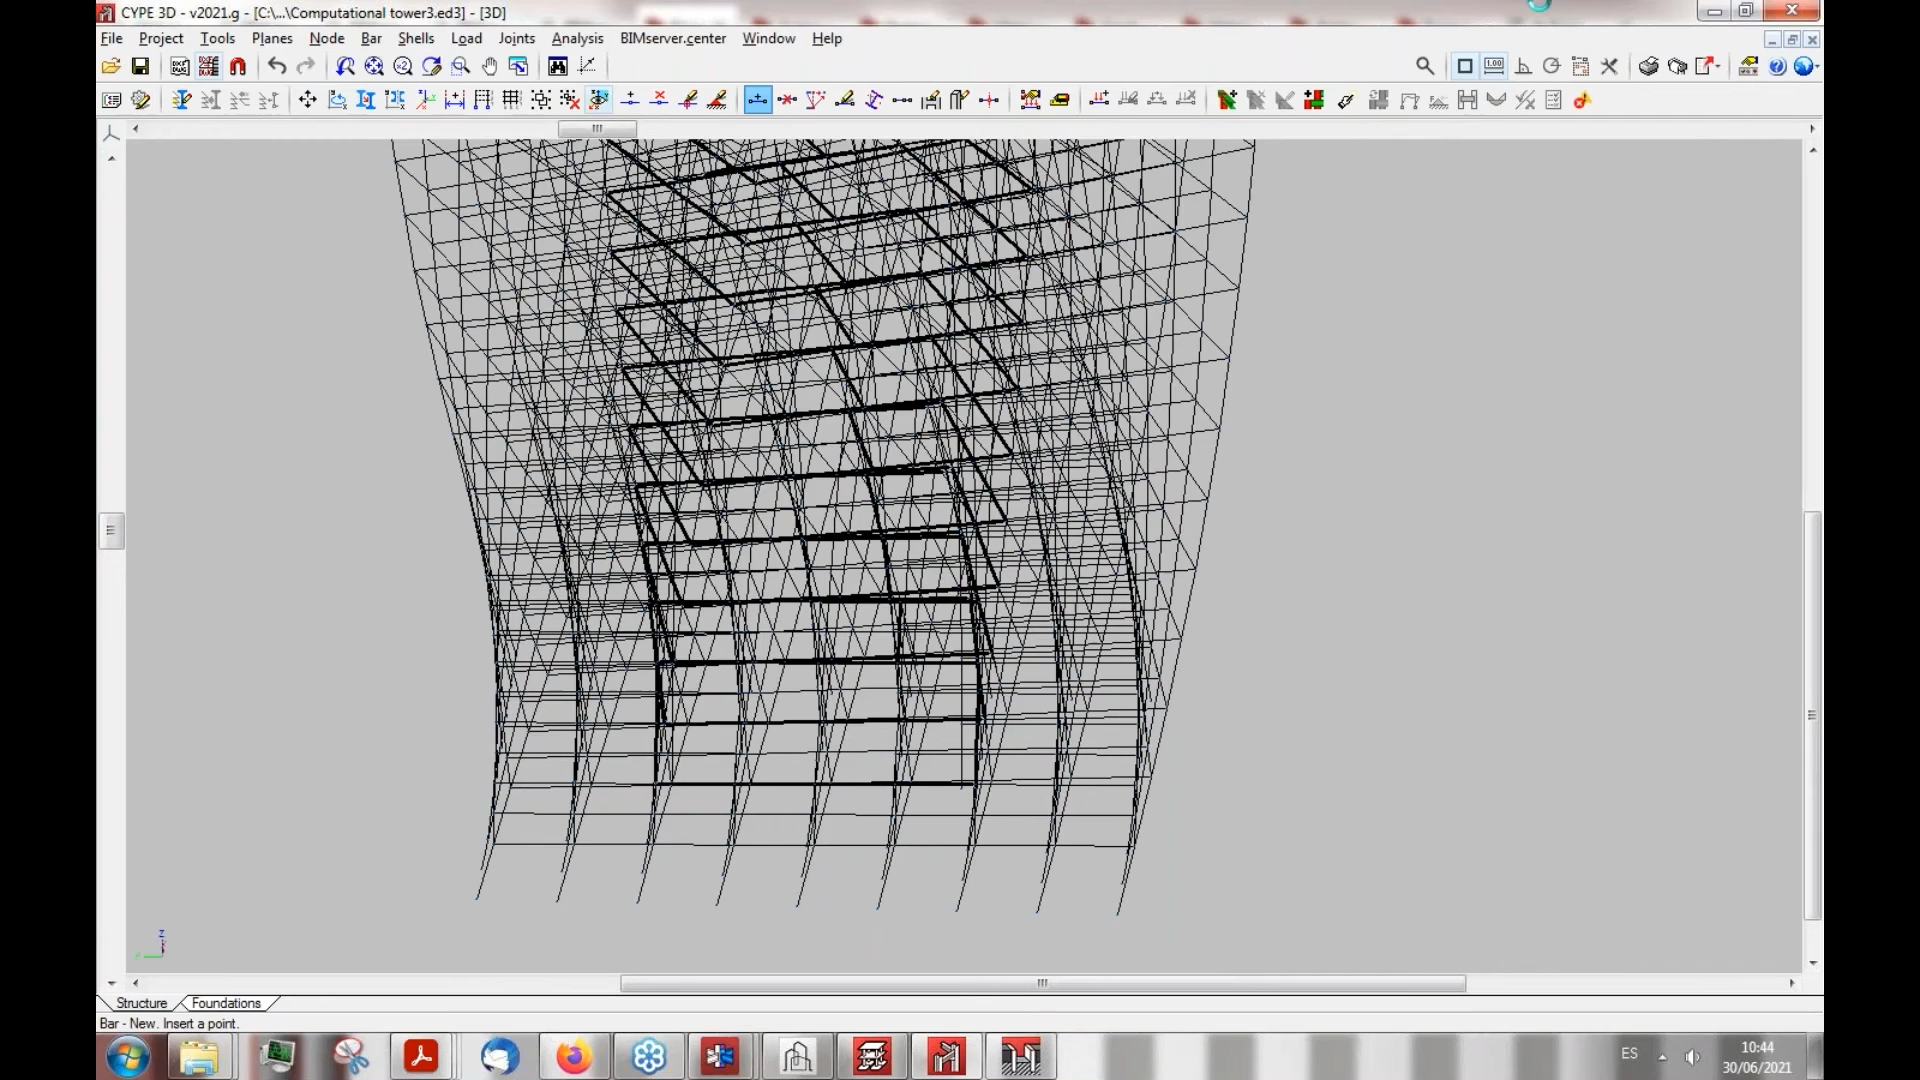 CYPE 3D - v2021.g - [C:\...\Computational tower3.ed3] - [3D]
File Project Tools Planes Node Bar Shells Load Joints Analysis BIMserver.center Window Help
z
Structure Foundations
Bar - New. Insert a point.
ES
10:44
30/06/2021